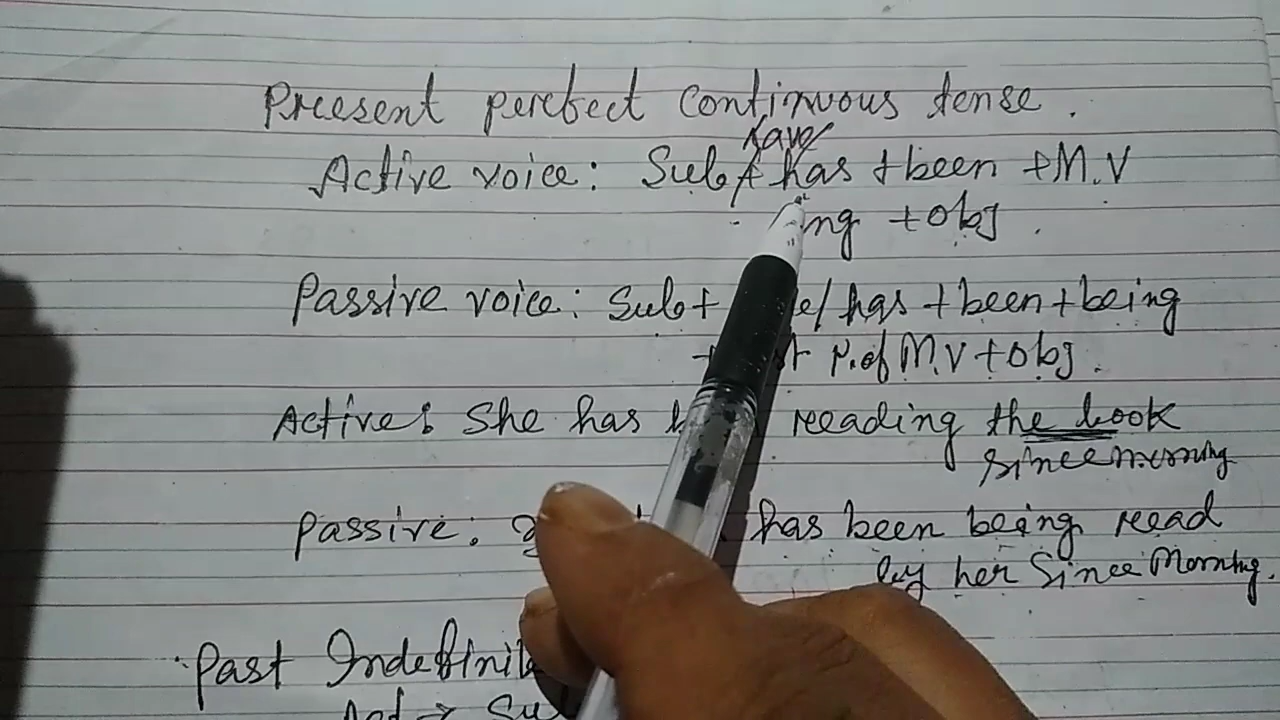 Present perfect continuous tense.
have/
Active voice: Sub + has + been + M.V
ing + obj.
Passive voice: Sub + /has + been + being
P. of M.V + obj.
Active: She has reading the book
since morning
Passive: has been being read
by her Since Morning.
Past Indefinite